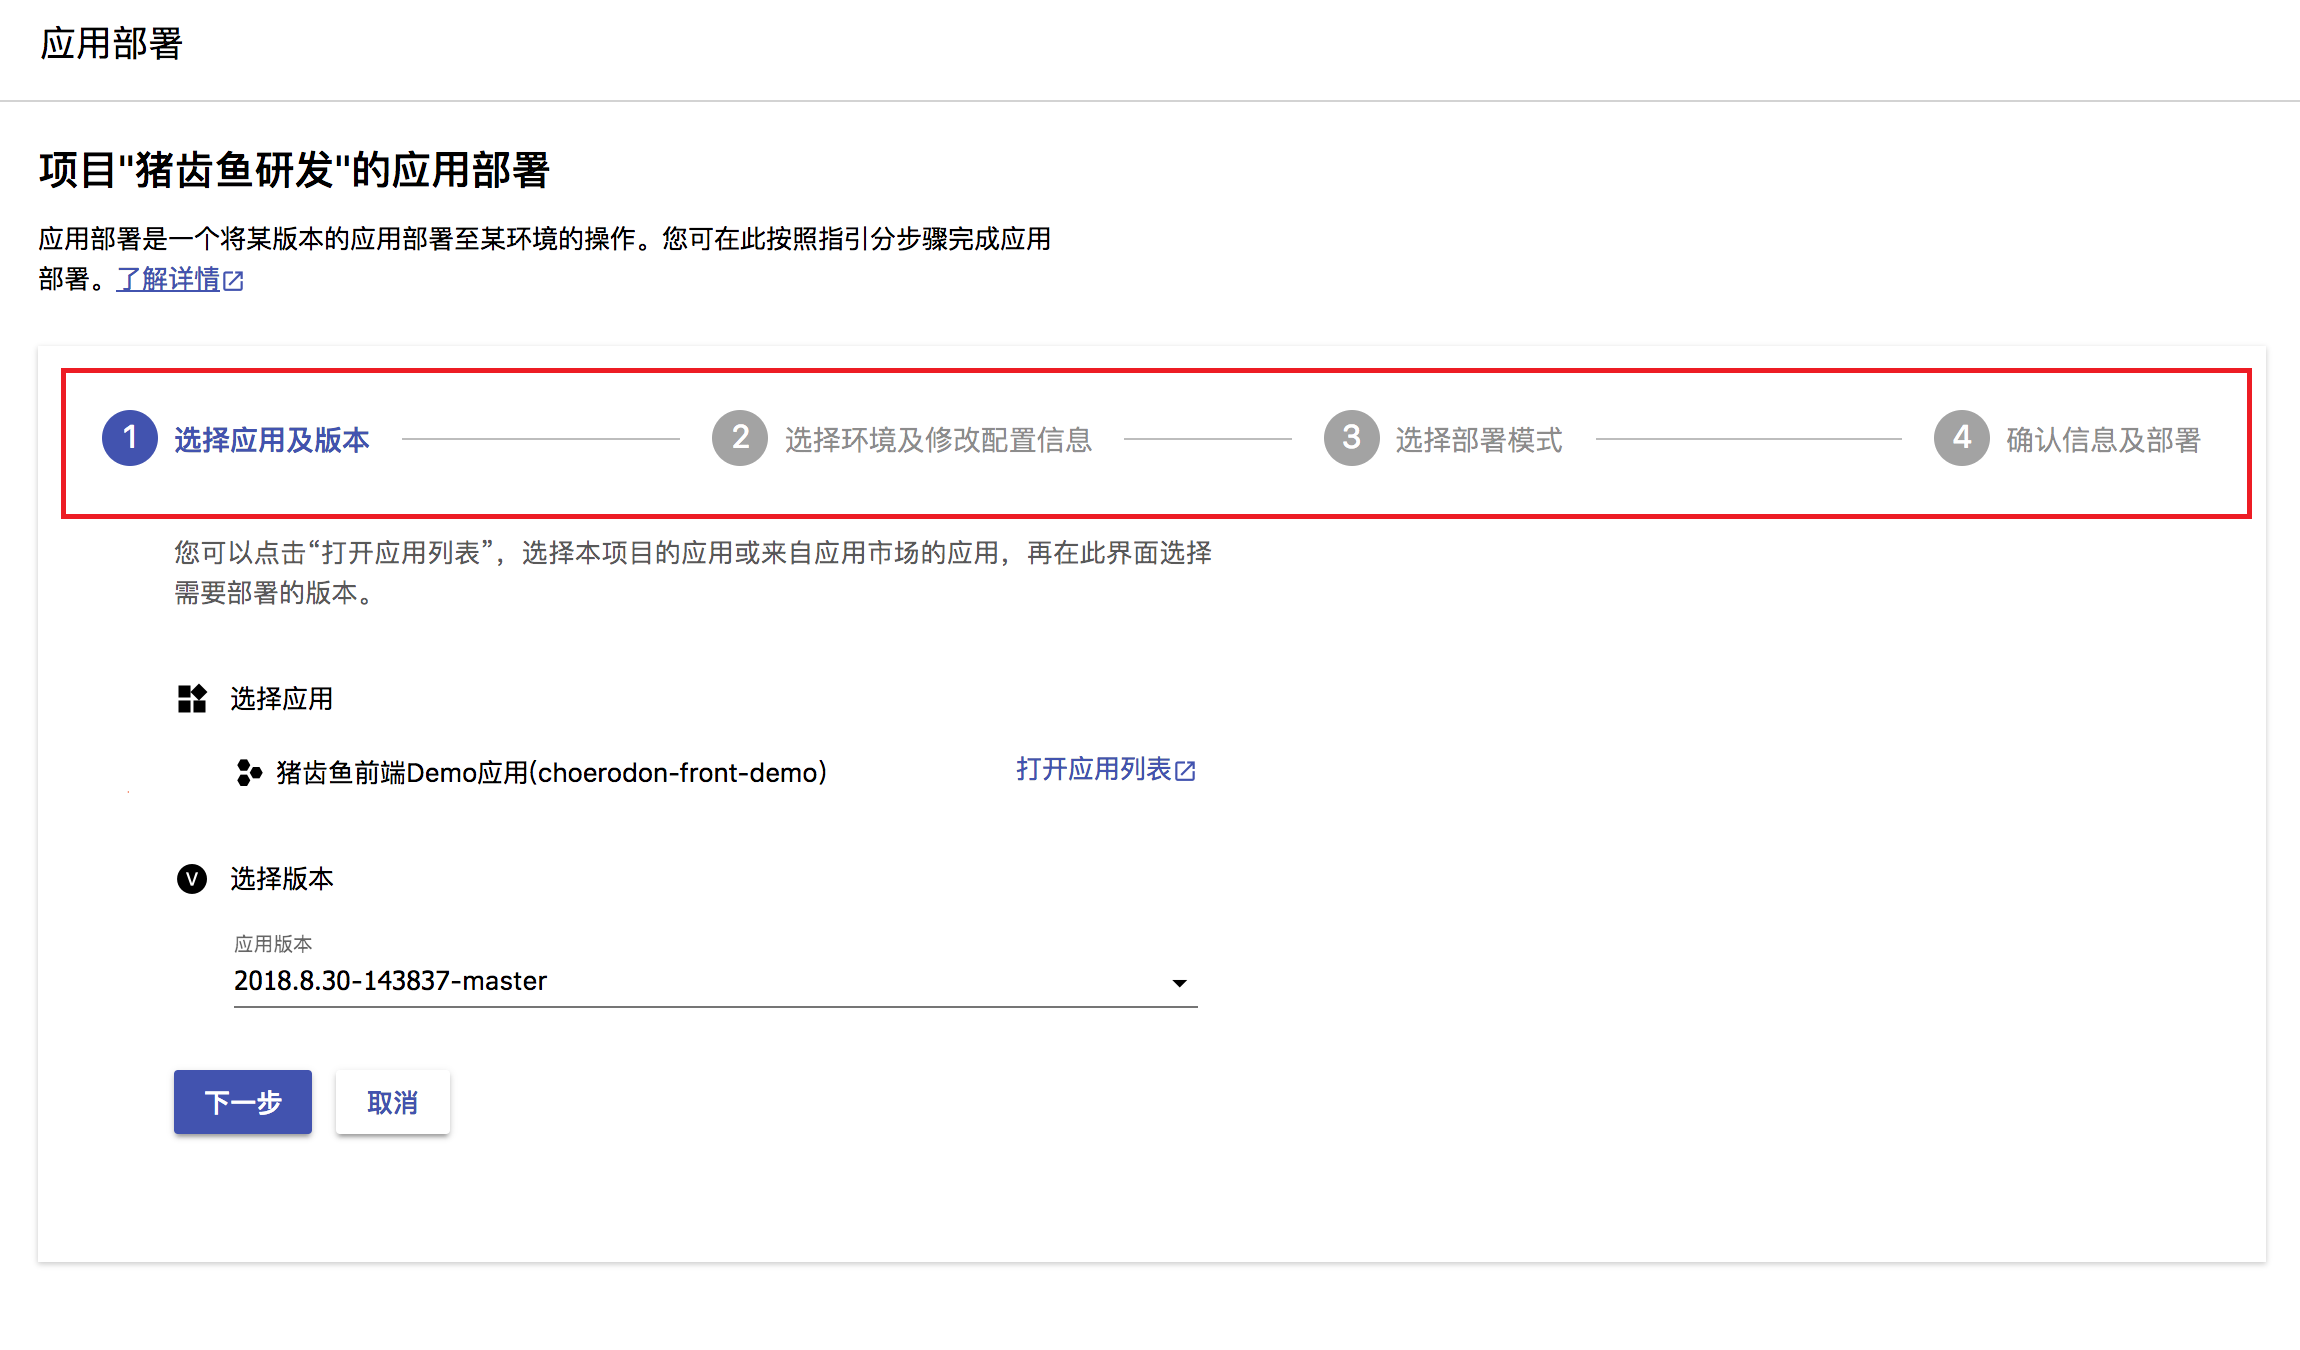 应用部署
项目"猪齿鱼研发"的应用部署
应用部署是一个将某版本的应用部署至某环境的操作。您可在此按照指引分步骤完成应用
部署。了解详情
1 选择应用及版本 2 选择环境及修改配置信息 3 选择部署模式 4 确认信息及部署
您可以点击“打开应用列表”，选择本项目的应用或来自应用市场的应用，再在此界面选择
需要部署的版本。
选择应用
猪齿鱼前端Demo应用(choerodon-front-demo) 打开应用列表
V 选择版本
应用版本
2018.8.30-143837-master
下一步 取消